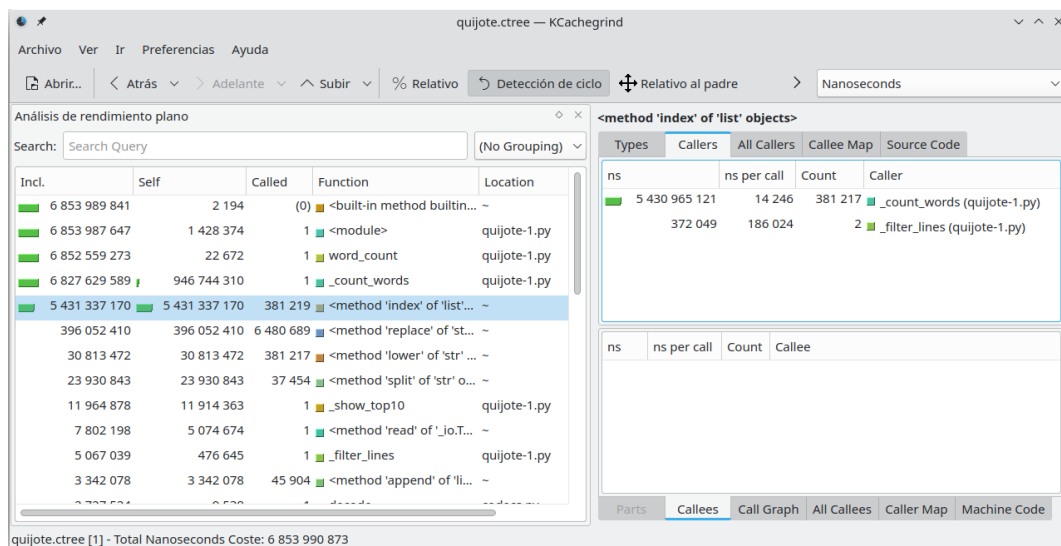 quijote.ctree — KCachegrind
Archivo Ver Ir Preferencias Ayuda
Abrir... Atrás Adelante Subir % Relativo Detección de ciclo Relativo al padre Nanoseconds
Análisis de rendimiento plano
Search: Search Query (No Grouping)
Incl. Self Called Function Location
6 853 989 841 2 194 (0) <built-in method builtin... ~
6 853 987 647 1 428 374 1 <module> quijote-1.py
6 852 559 273 22 672 1 word_count quijote-1.py
6 827 629 589 946 744 310 1 _count_words quijote-1.py
5 431 337 170 5 431 337 170 381 219 <method 'index' of 'list'... ~
396 052 410 396 052 410 6 480 689 <method 'replace' of 'st... ~
30 813 472 30 813 472 381 217 <method 'lower' of 'str' ... ~
23 930 843 23 930 843 37 454 <method 'split' of 'str' o... ~
11 964 878 11 914 363 1 _show_top10 quijote-1.py
7 802 198 5 074 674 1 <method 'read' of '_io.T... ~
5 067 039 476 645 1 _filter_lines quijote-1.py
3 342 078 3 342 078 45 904 <method 'append' of 'li... ~
<method 'index' of 'list' objects>
Types Callers All Callers Callee Map Source Code
ns ns per call Count Caller
5 430 965 121 14 246 381 217 _count_words (quijote-1.py)
372 049 186 024 2 _filter_lines (quijote-1.py)
ns ns per call Count Callee
Parts Callees Call Graph All Callees Caller Map Machine Code
quijote.ctree [1] - Total Nanoseconds Coste: 6 853 990 873